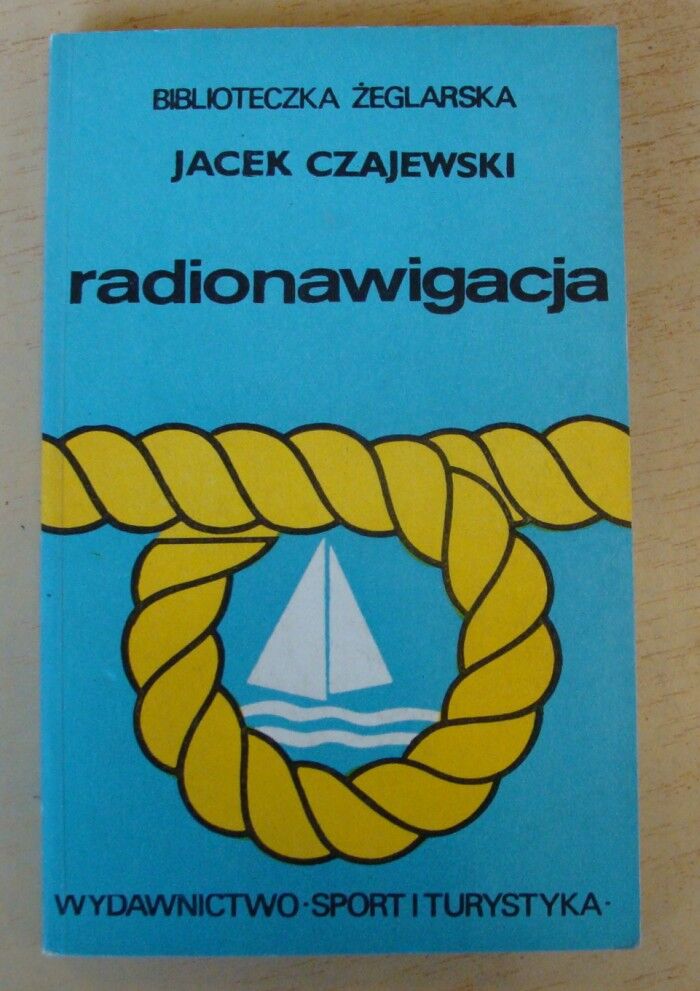 BIBLIOTECZKA ŻEGLARSKA
JACEK CZAJEWSKI
radionawigacja
WYDAWNICTWO·SPORT I TURYSTYKA·